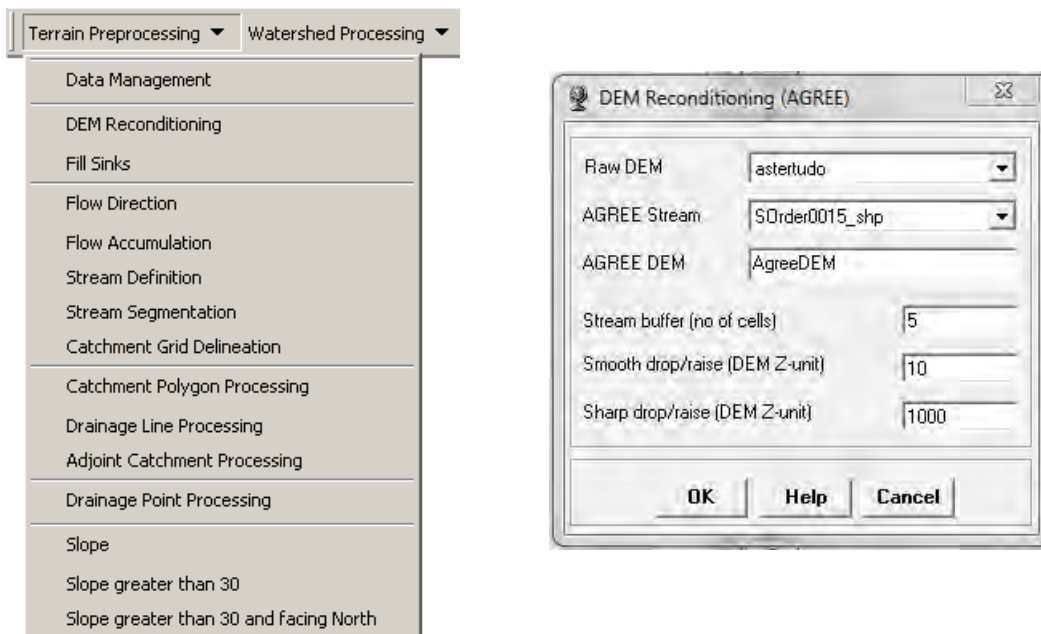 Terrain Preprocessing Watershed Processing
Data Management
DEM Reconditioning
Fill Sinks
Flow Direction
Flow Accumulation
Stream Definition
Stream Segmentation
Catchment Grid Delineation
Catchment Polygon Processing
Drainage Line Processing
Adjoint Catchment Processing
Drainage Point Processing
Slope
Slope greater than 30
Slope greater than 30 and facing North
DEM Reconditioning (AGREE)
Raw DEM astertudo
AGREE Stream SOrder0015_shp
AGREE DEM AgreeDEM
Stream buffer (no of cells) 5
Smooth drop/raise (DEM Z-unit) 10
Sharp drop/raise (DEM Z-unit) 1000
OK Help Cancel